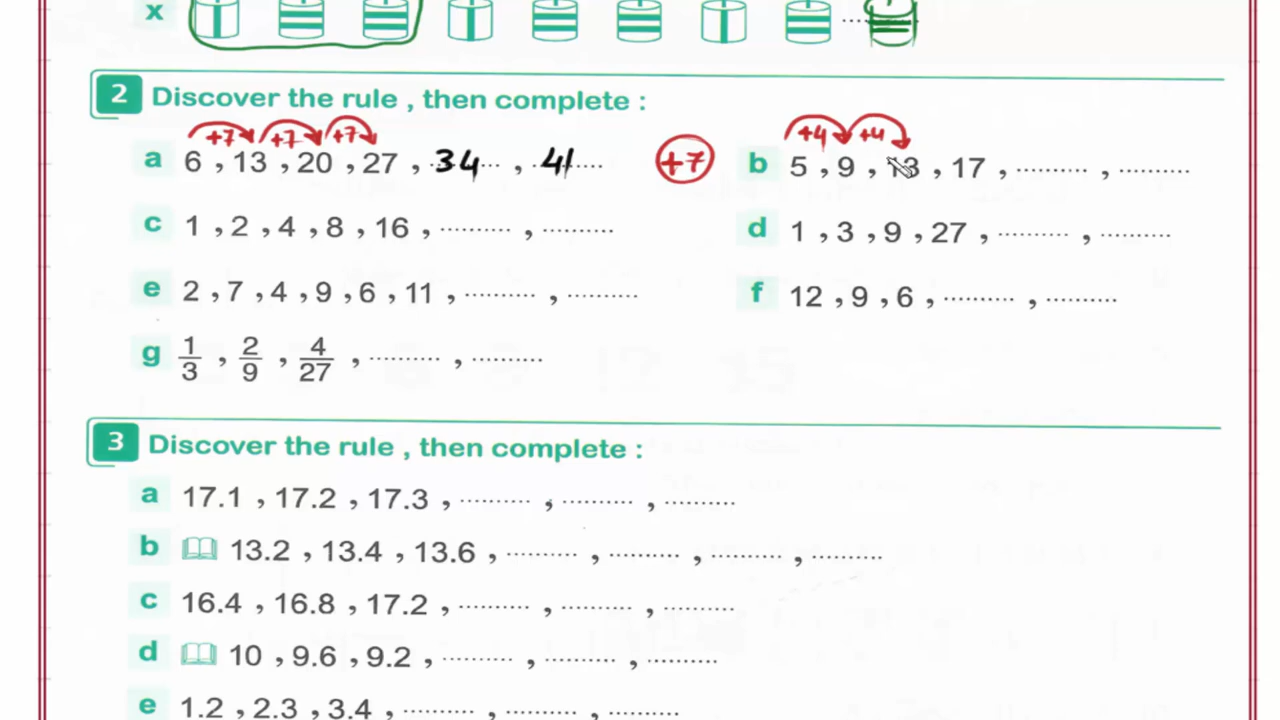 x
2 Discover the rule , then complete :
+7 +7 +7
a 6 , 13 , 20 , 27 , 34 , 41
+7
+4 +4
b 5 , 9 , 13 , 17 , .......... , ..........
c 1 , 2 , 4 , 8 , 16 , .......... , ..........
d 1 , 3 , 9 , 27 , .......... , ..........
e 2 , 7 , 4 , 9 , 6 , 11 , .......... , ..........
f 12 , 9 , 6 , .......... , ..........
g 1/3 , 2/9 , 4/27 , .......... , ..........
3 Discover the rule , then complete :
a 17.1 , 17.2 , 17.3 , .......... , .......... , ..........
b 13.2 , 13.4 , 13.6 , .......... , .......... , .......... , ..........
c 16.4 , 16.8 , 17.2 , .......... , .......... , ..........
d 10 , 9.6 , 9.2 , .......... , .......... , ..........
e 1.2 , 2.3 , 3.4 , .......... , .......... , ..........